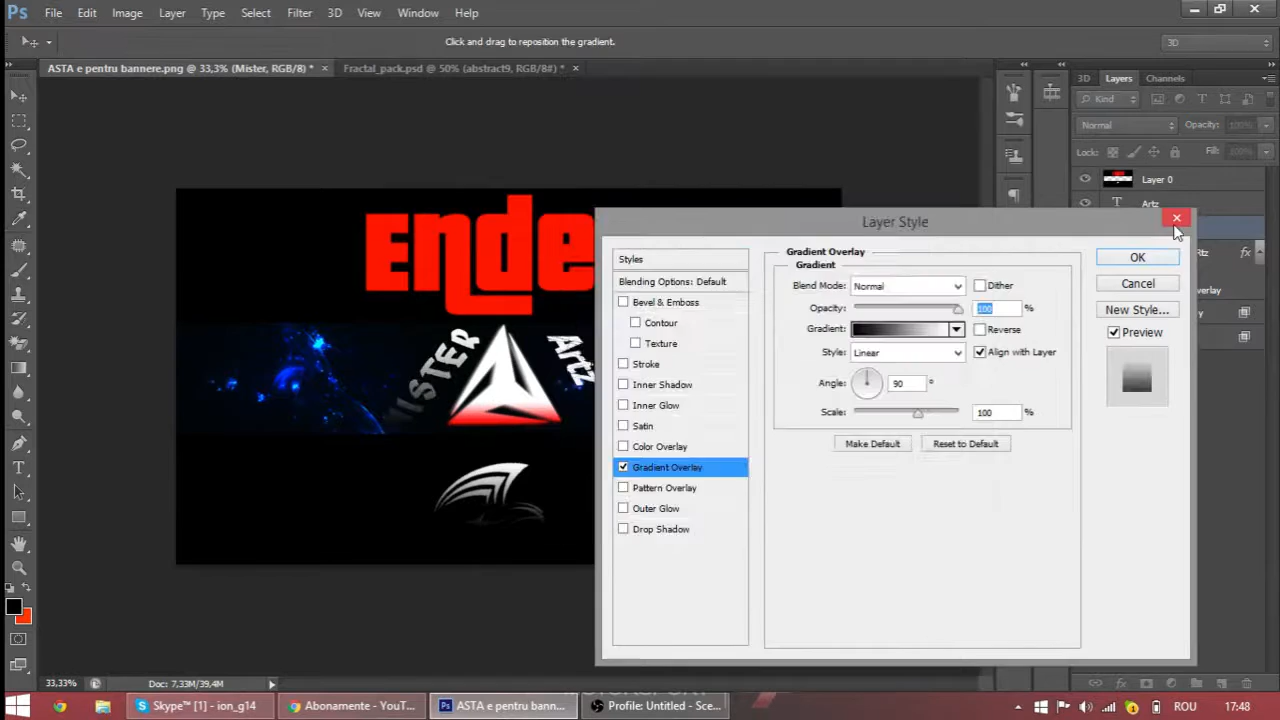 Ps File Edit Image Layer Type Select Filter 3D View Window Help
Click and drag to reposition the gradient.
3D
ASTA e pentru bannere.png @ 33,3% (Mister, RGB/8) * ×
Fractal_pack.psd @ 50% (abstract9, RGB/8#) * ×
3D Layers Channels
Kind
Normal Opacity: 100%
Lock: Fill: 100%
Layer 0
Artz
fx
Ende
MISTER
Artz
Layer Style
Styles
Blending Options: Default
Bevel & Emboss
Contour
Texture
Stroke
Inner Shadow
Inner Glow
Satin
Color Overlay
Gradient Overlay
Pattern Overlay
Outer Glow
Drop Shadow
Gradient Overlay
Gradient
Blend Mode: Normal Dither
Opacity: 100 %
Gradient: Reverse
Style: Linear Align with Layer
Angle: 90 °
Scale: 100 %
Make Default Reset to Default
OK
Cancel
New Style...
Preview
33,33% Doc: 7,33M/39,4M
Skype™ [1] - ion_g14
Abonamente - YouT...
ASTA e pentru bann...
Profile: Untitled - Sce...
ROU 17:48